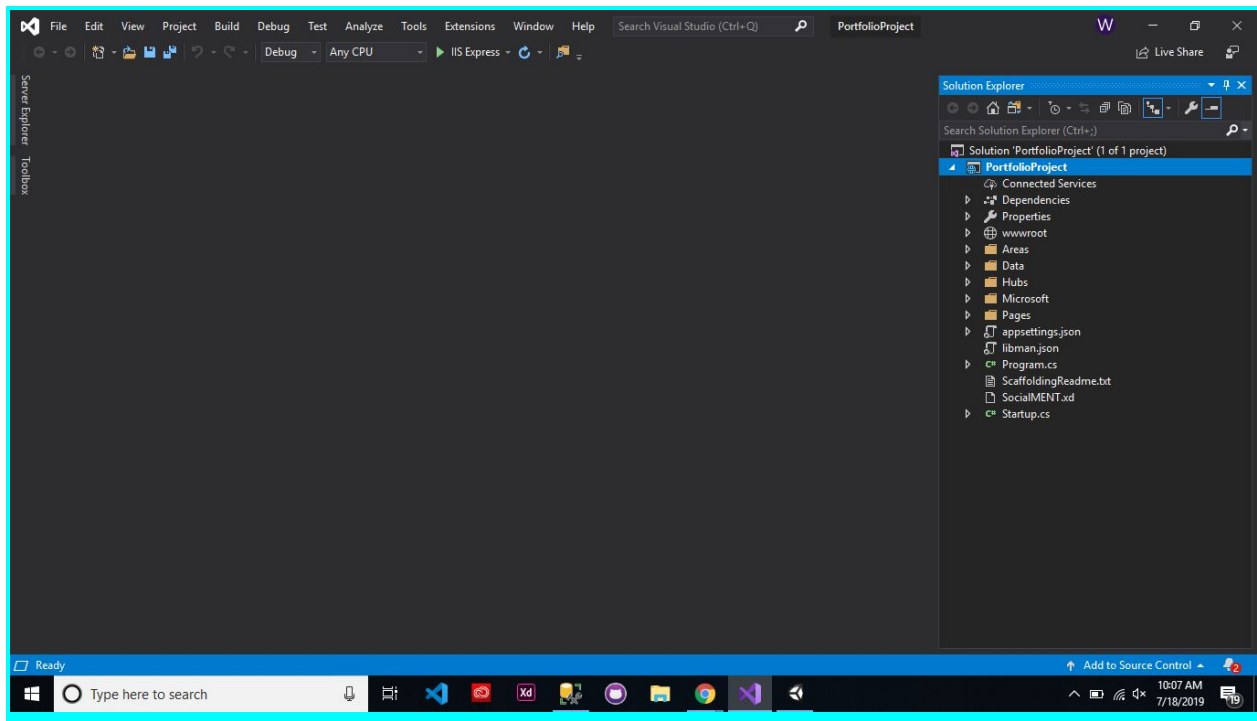 File Edit View Project Build Debug Test Analyze Tools Extensions Window Help Search Visual Studio (Ctrl+Q) PortfolioProject W
Debug Any CPU IIS Express Live Share
Server Explorer
Toolbox
Solution Explorer
Search Solution Explorer (Ctrl+;)
Solution 'PortfolioProject' (1 of 1 project)
PortfolioProject
Connected Services
Dependencies
Properties
wwwroot
Areas
Data
Hubs
Microsoft
Pages
appsettings.json
libman.json
C# Program.cs
ScaffoldingReadme.txt
SocialMENT.xd
C# Startup.cs
Ready Add to Source Control 2
Type here to search Xd 10:07 AM
7/18/2019 19